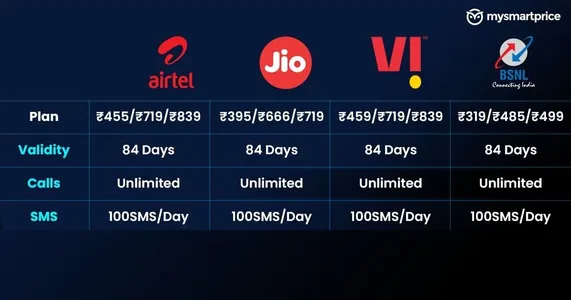 mysmartprice
airtel
Jio
VI
BSNL
Connecting India
Plan ₹455/₹719/₹839 ₹395/₹666/₹719 ₹459/₹719/₹839 ₹319/₹485/₹499
Validity 84 Days 84 Days 84 Days 84 Days
Calls Unlimited Unlimited Unlimited Unlimited
SMS 100SMS/Day 100SMS/Day 100SMS/Day 100SMS/Day